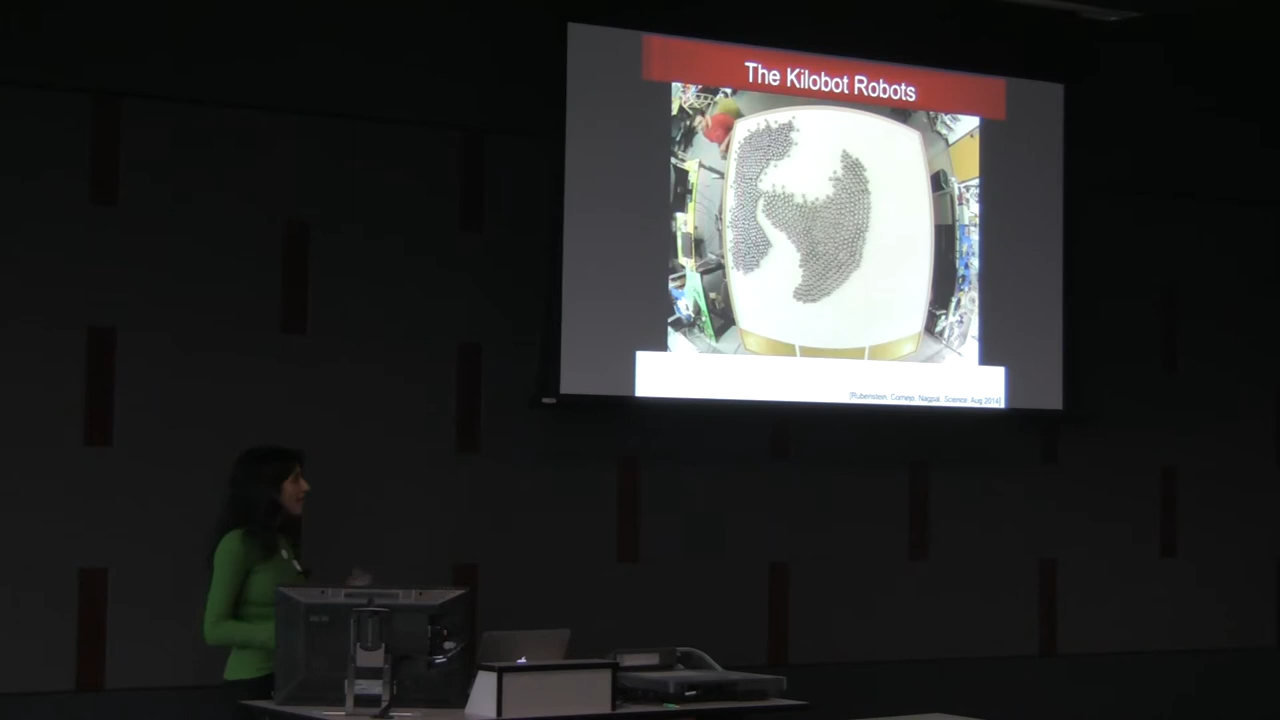 The Kilobot Robots
[Rubenstein, Cornejo, Nagpal, Science, Aug 2014]